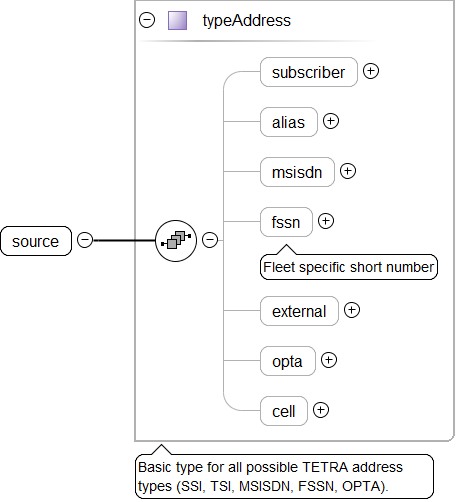 typeAddress
subscriber
alias
msisdn
fssn
source
Fleet specific short number
external
opta
cell
Basic type for all possible TETRA address
types (SSI, TSI, MSISDN, FSSN, OPTA).